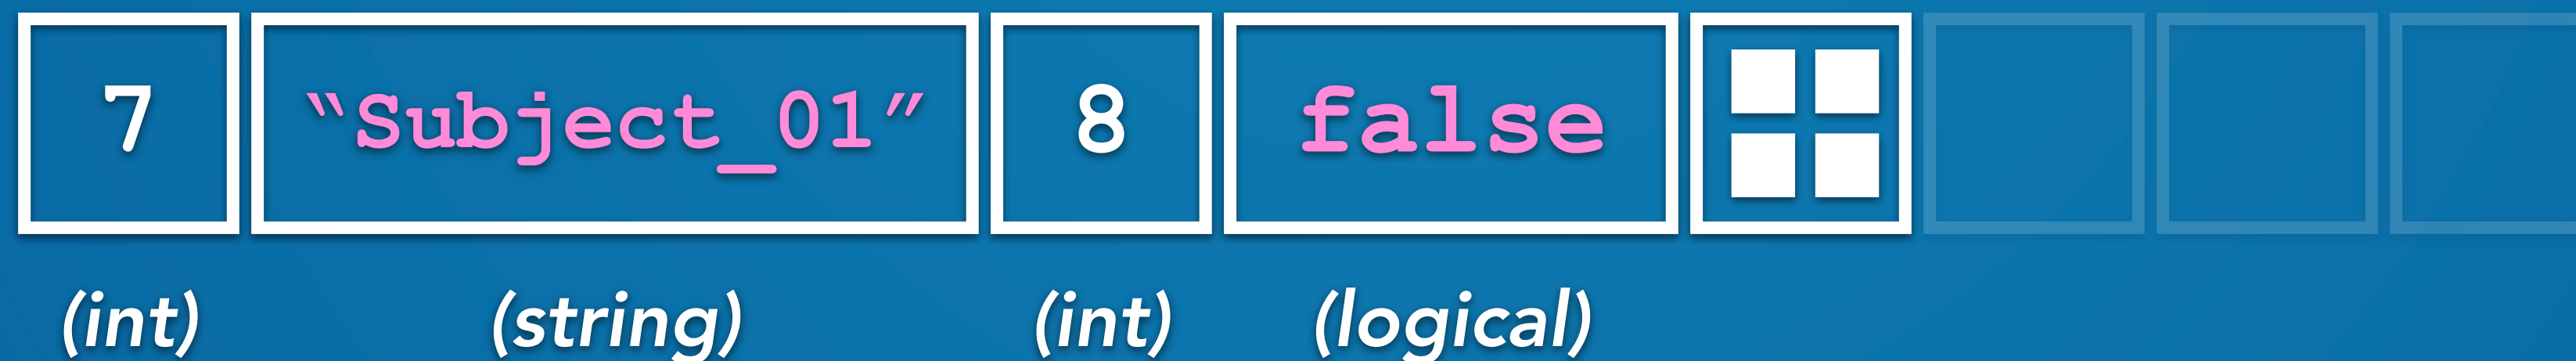 7 “Subject_01” 8 false
(int) (string) (int) (logical)